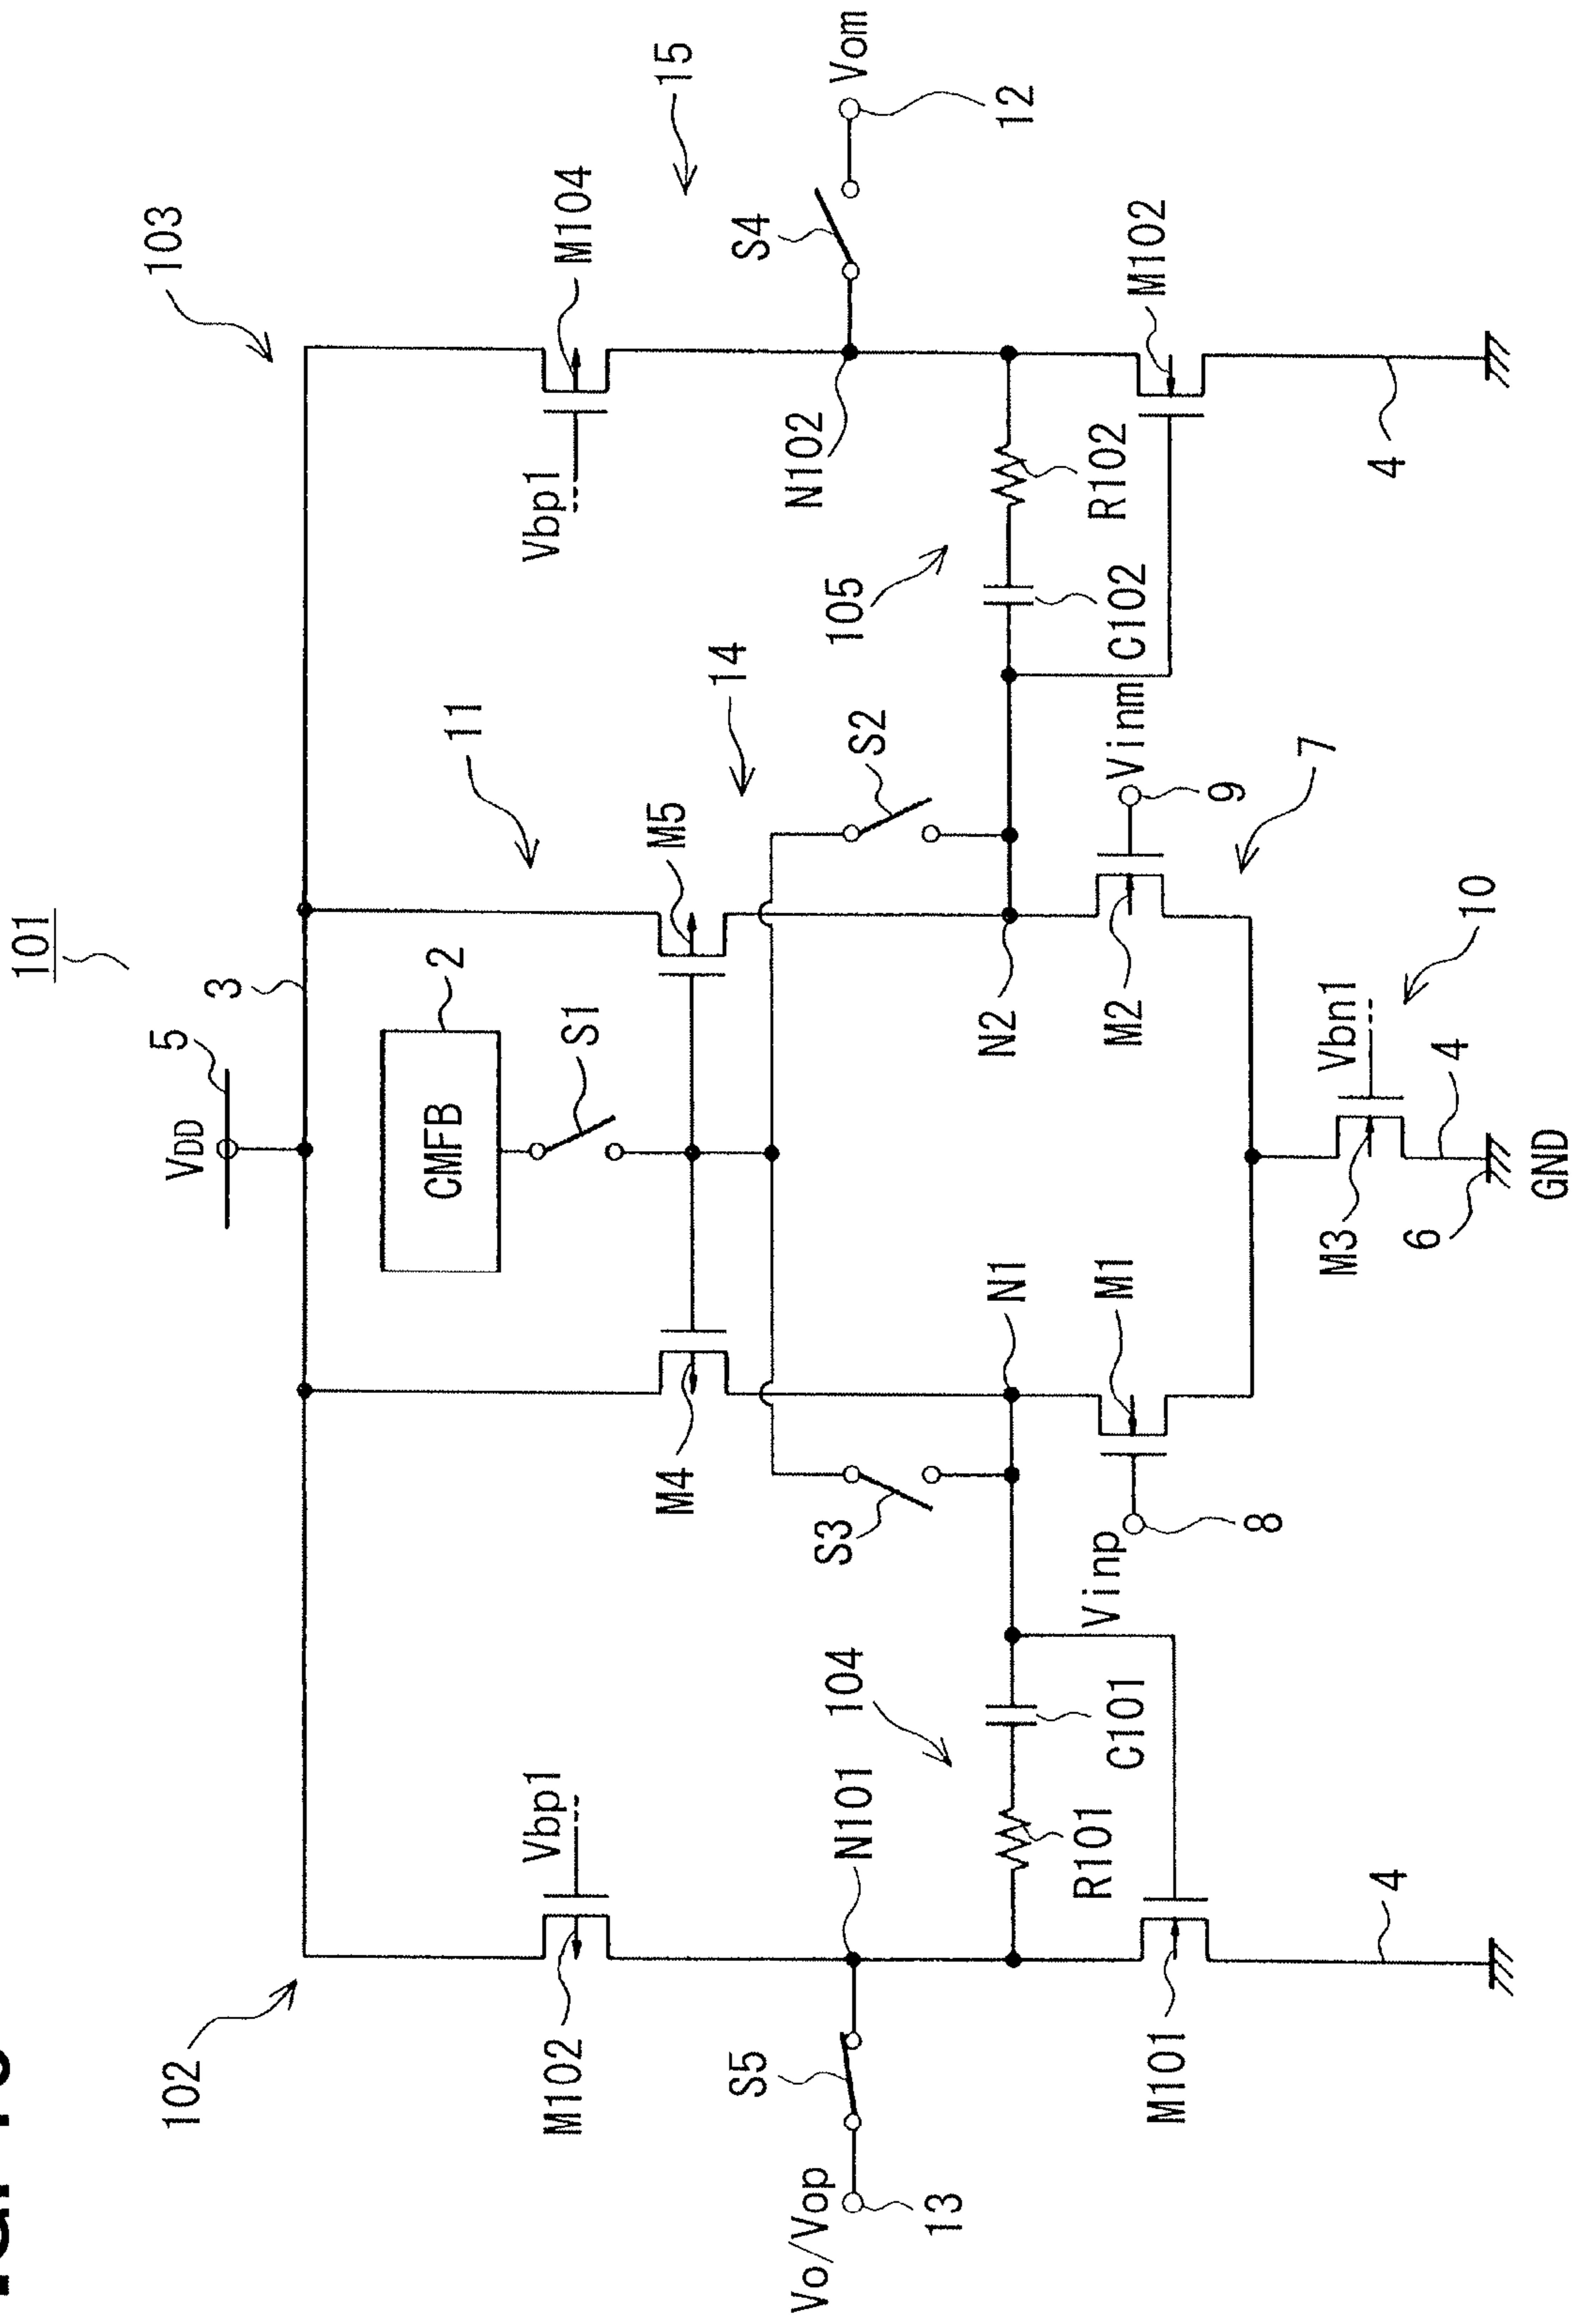 101
102
5
103
VDD
3
2
CMFB
11
Vbp1
S1
Vbp1
M102
M104
M4
M5
15
14
S5
S3
S2
S4
Vo/Vop
N101
104
105
N102
Vom
13
N1
N2
12
R101
C101
Vinp
M1
M2
Vinm
C102
R102
M101
M102
8
9
7
Vbn1
10
M3
4
4
4
6
GND